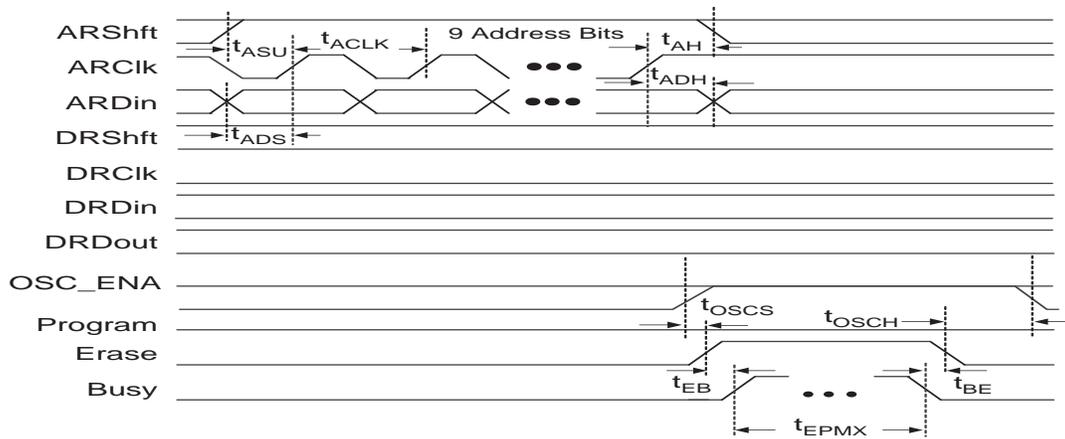 ARShft
tASU tACLK 9 Address Bits tAH
ARClk
tADH
ARDin
tADS
DRShft
DRClk
DRDin
DRDout
OSC_ENA
tOSCS tOSCH
Program
Erase
tEB tBE
Busy
tEPMX